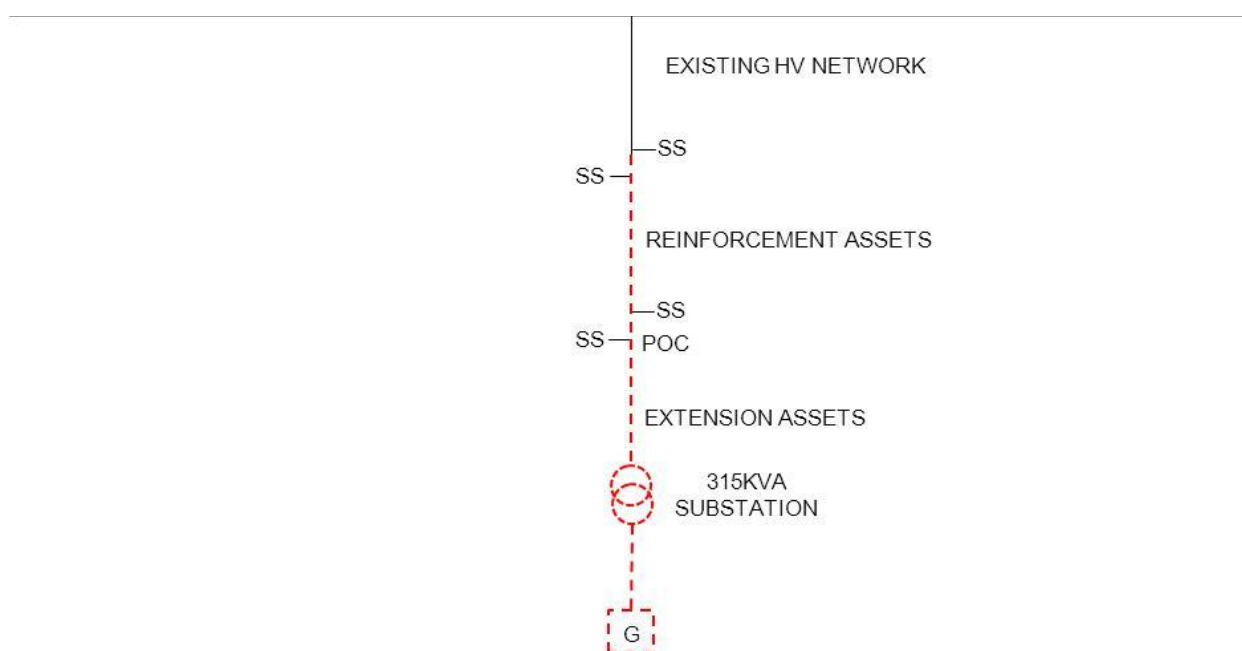 EXISTING HV NETWORK
SS
SS
REINFORCEMENT ASSETS
SS
SS
POC
EXTENSION ASSETS
315KVA
SUBSTATION
G